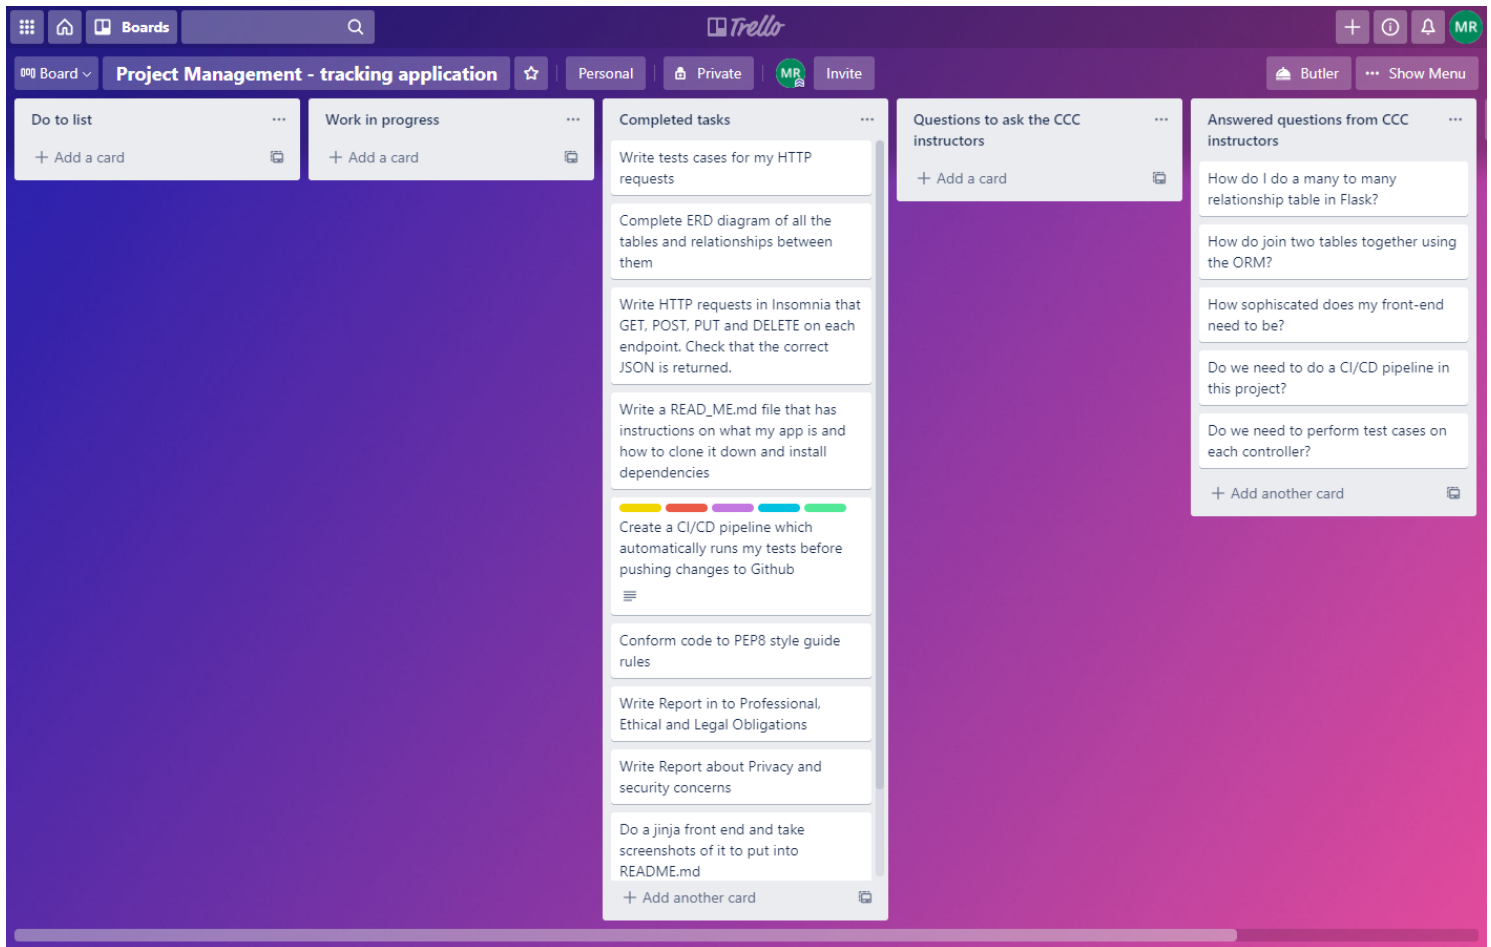 Boards
Trello
MR
Board
Project Management - tracking application
Personal
Private
MR
Invite
Butler
Show Menu
Do to list
Add a card
Work in progress
Add a card
Completed tasks
Write tests cases for my HTTP
requests
Complete ERD diagram of all the
tables and relationships between
them
Write HTTP requests in Insomnia that
GET, POST, PUT and DELETE on each
endpoint. Check that the correct
JSON is returned.
Write a READ_ME.md file that has
instructions on what my app is and
how to clone it down and install
dependencies
Create a CI/CD pipeline which
automatically runs my tests before
pushing changes to Github
Conform code to PEP8 style guide
rules
Write Report in to Professional,
Ethical and Legal Obligations
Write Report about Privacy and
security concerns
Do a jinja front end and take
screenshots of it to put into
README.md
Add another card
Questions to ask the CCC
instructors
Add a card
Answered questions from CCC
instructors
How do I do a many to many
relationship table in Flask?
How do join two tables together using
the ORM?
How sophiscated does my front-end
need to be?
Do we need to do a CI/CD pipeline in
this project?
Do we need to perform test cases on
each controller?
Add another card